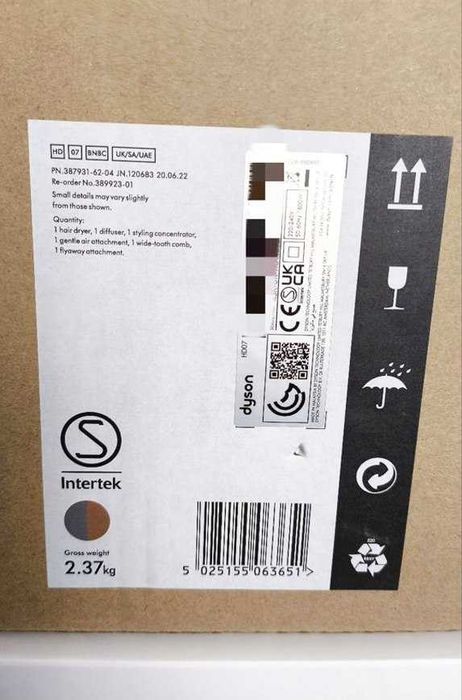 HD 07 BNBC UK/SA/UAE
PN.387931-62-04 JN.120683 20.06.22
Re-order No.389923-01
Small details may vary slightly
from those shown.
Quantity:
1 hair dryer, 1 diffuser, 1 styling concentrator,
1 gentle air attachment, 1 wide-tooth comb,
1 flyaway attachment.
CE UK
CA
HD07
dyson
S
Intertek
Gross weight
2.37kg
5 025155 063651 >